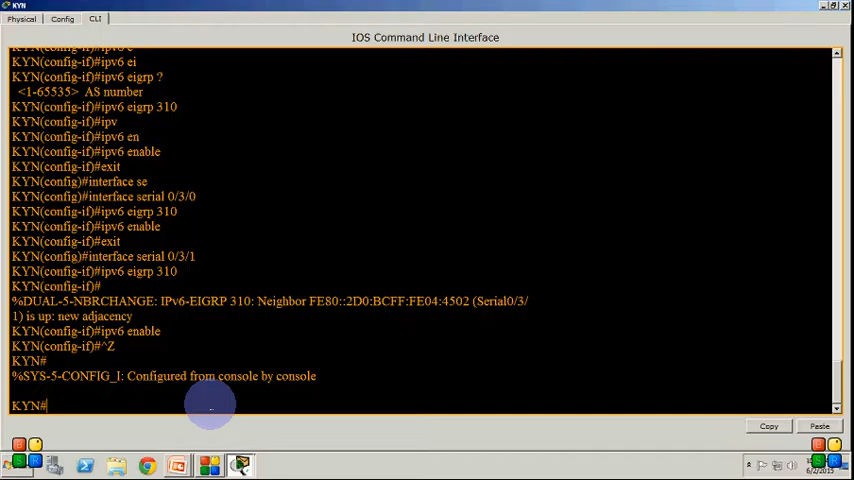 KYN
Physical
Config
CLI
IOS Command Line Interface
KYN(config-if)#ipv6 e
KYN(config-if)#ipv6 ei
KYN(config-if)#ipv6 eigrp ?
<1-65535> AS number
KYN(config-if)#ipv6 eigrp 310
KYN(config-if)#ipv
KYN(config-if)#ipv6 en
KYN(config-if)#ipv6 enable
KYN(config-if)#exit
KYN(config)#interface se
KYN(config)#interface serial 0/3/0
KYN(config-if)#ipv6 eigrp 310
KYN(config-if)#ipv6 enable
KYN(config-if)#exit
KYN(config)#interface serial 0/3/1
KYN(config-if)#ipv6 eigrp 310
KYN(config-if)#
%DUAL-5-NBRCHANGE: IPv6-EIGRP 310: Neighbor FE80::2D0:BCFF:FE04:4502 (Serial0/3/
1) is up: new adjacency
KYN(config-if)#ipv6 enable
KYN(config-if)#^Z
KYN#
%SYS-5-CONFIG_I: Configured from console by console
KYN#
Copy
Paste
6/2/2015